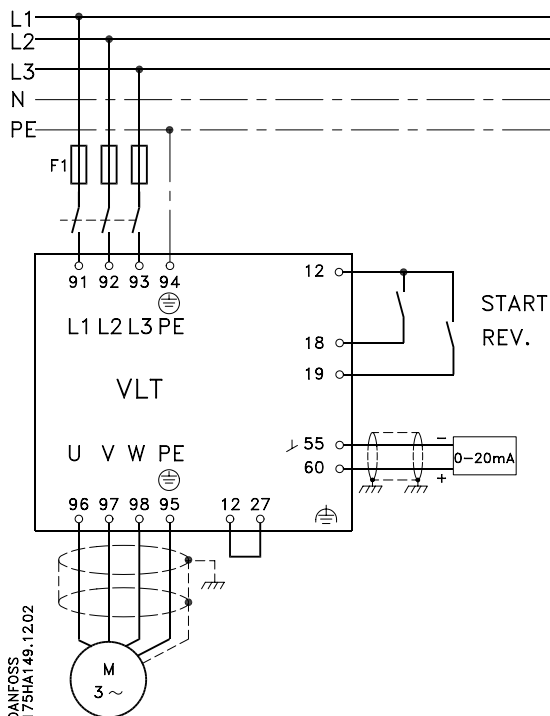 L1
L2
L3
N
PE
F1
91 92 93 94
L1 L2 L3 PE
12
START
REV.
18
19
VLT
U V W PE
55
60
−
0−20mA
+
96 97 98 95
12 27
M
3 ~
DANFOSS
175HA149.12.02